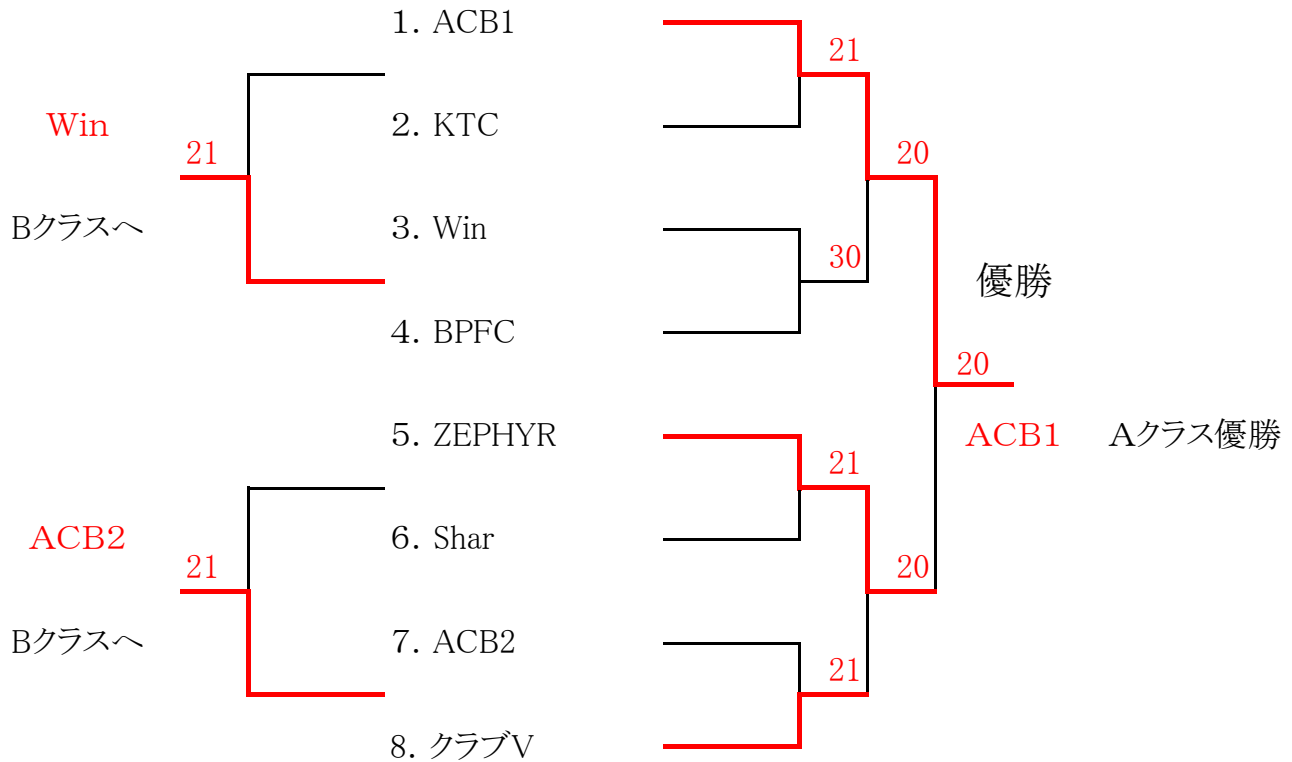 1. ACB1
21
Win
2. KTC
21
20
Bクラスへ
3. Win
30
優勝
4. BPFC
20
5. ZEPHYR
ACB1 Aクラス優勝
21
ACB2
6. Shar
21
20
Bクラスへ
7. ACB2
21
8. クラブV